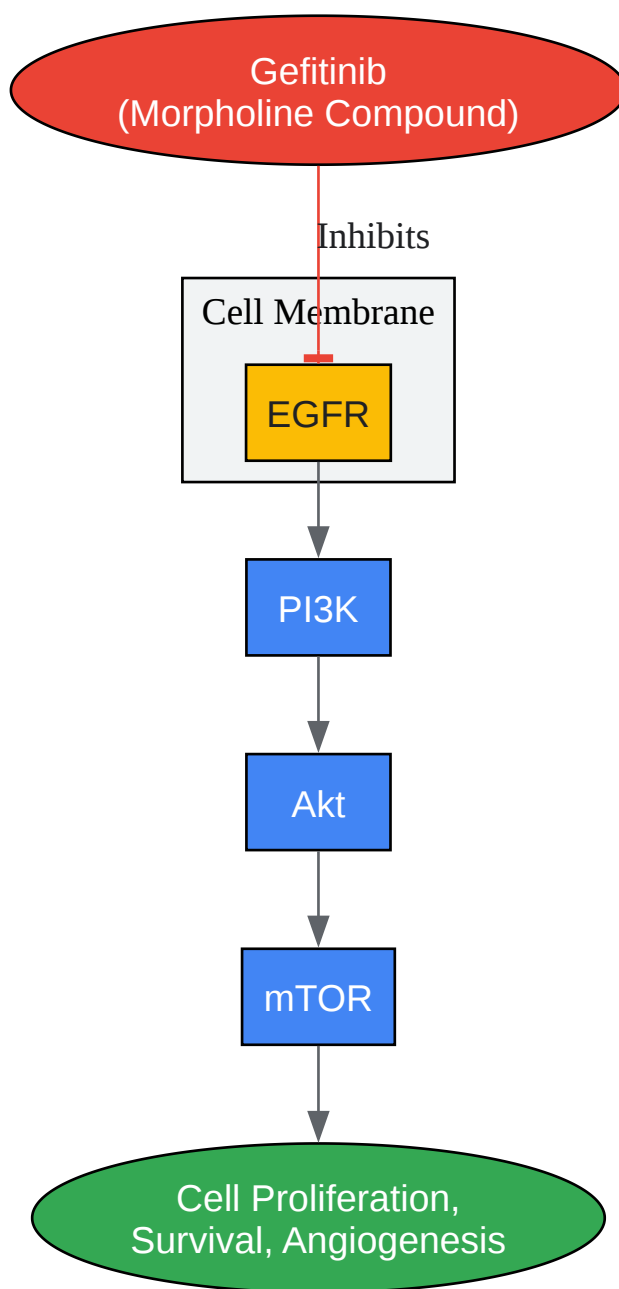 Gefitinib
(Morpholine Compound)
Inhibits
Cell Membrane
EGFR
PI3K
Akt
mTOR
Cell Proliferation,
Survival, Angiogenesis